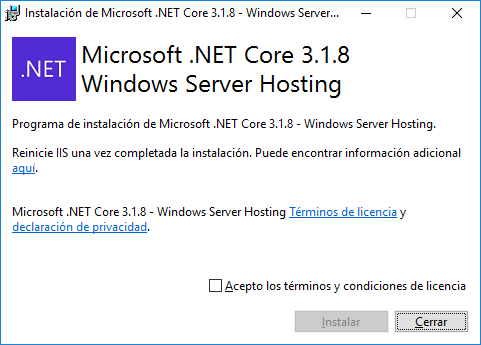 Instalación de Microsoft .NET Core 3.1.8 - Windows Server...
.NET
Microsoft .NET Core 3.1.8
Windows Server Hosting
Programa de instalación de Microsoft .NET Core 3.1.8 - Windows Server Hosting.
Reinicie IIS una vez completada la instalación. Puede encontrar información adicional
aquí.
Microsoft .NET Core 3.1.8 - Windows Server Hosting Términos de licencia y
declaración de privacidad.
Acepto los términos y condiciones de licencia
Instalar
Cerrar